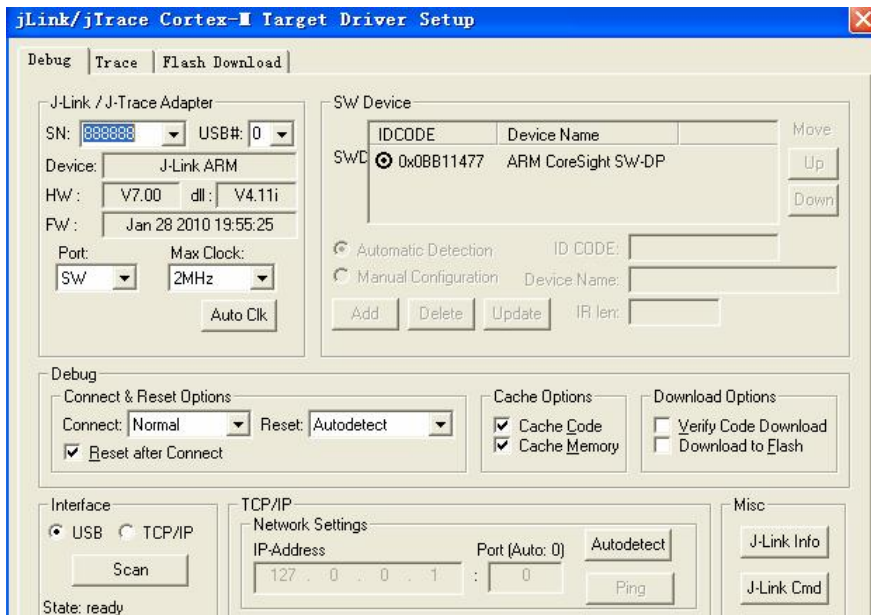 jLink/jTrace Cortex-M Target Driver Setup
Debug Trace Flash Download
J-Link / J-Trace Adapter
SN: 888888 USB#: 0
Device: J-Link ARM
HW : V7.00 dll : V4.11i
FW : Jan 28 2010 19:55:25
Port: Max Clock:
SW 2MHz
Auto Clk
SW Device
IDCODE Device Name
SWD 0x0BB11477 ARM CoreSight SW-DP
Move
Up
Down
Automatic Detection ID CODE:
Manual Configuration Device Name:
Add Delete Update IR len:
Debug
Connect & Reset Options
Connect: Normal Reset: Autodetect
Reset after Connect
Cache Options
Cache Code
Cache Memory
Download Options
Verify Code Download
Download to Flash
Interface
USB TCP/IP
Scan
State: ready
TCP/IP
Network Settings
IP-Address Port (Auto: 0)
127 . 0 . 0 . 1 : 0
Autodetect
Ping
Misc
J-Link Info
J-Link Cmd